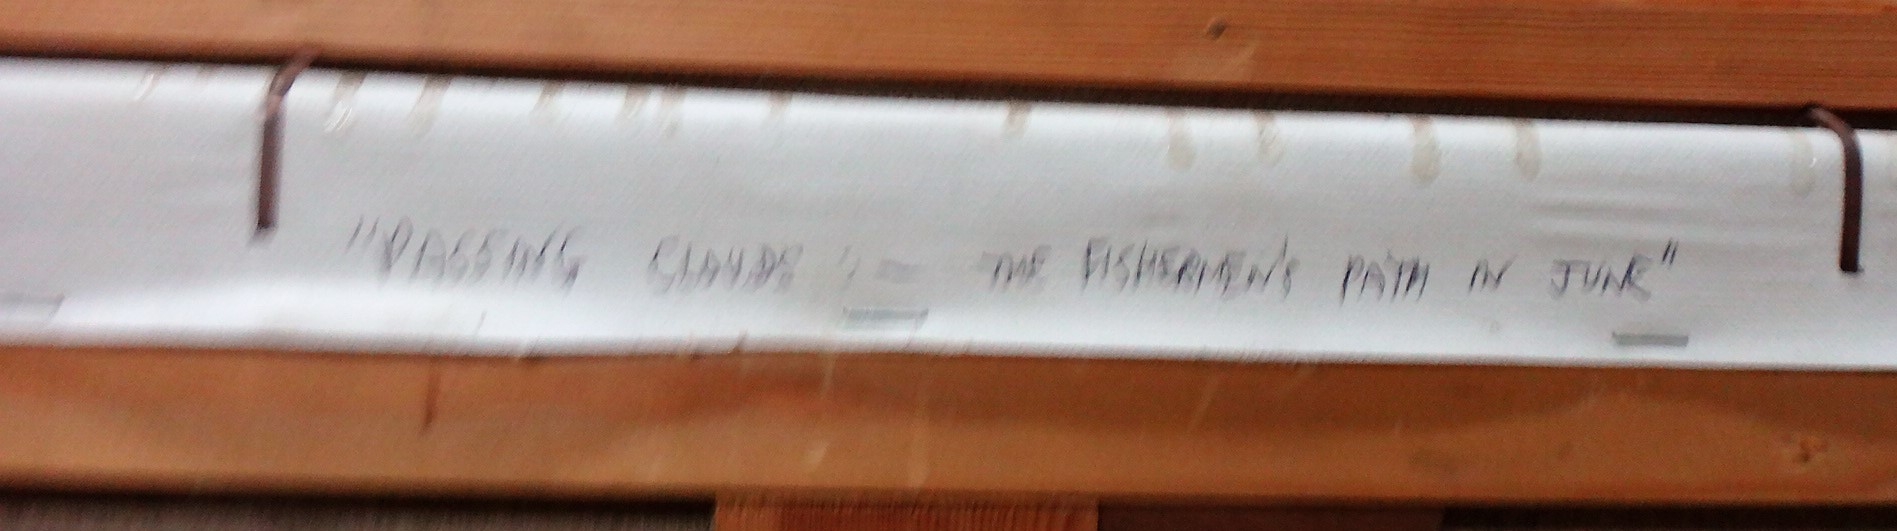 "PASSING CLOUDS" - THE FISHERMEN'S PATH IN JUNE"